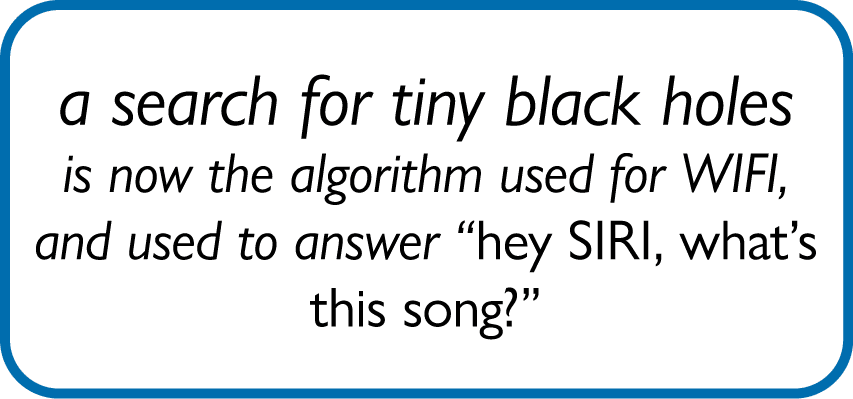 a search for tiny black holes
is now the algorithm used for WIFI,
and used to answer “hey SIRI, what’s
this song?”